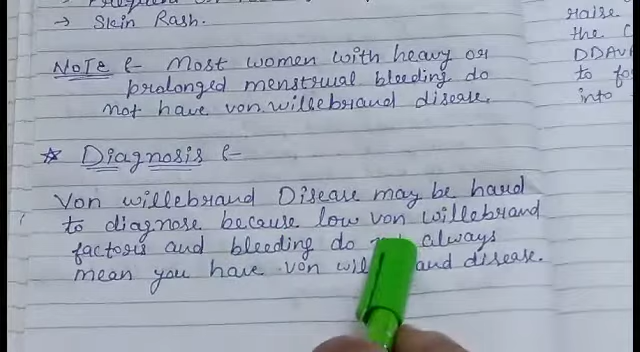 → Skin Rash.
NOTE :- Most women with heavy or
prolonged menstrual bleeding do
not have von willebrand disease.
* Diagnosis :-
Von willebrand Disease may be hard
to diagnose because low von willebrand
factors and bleeding do always
mean you have von and disease.
raise
the
to
into